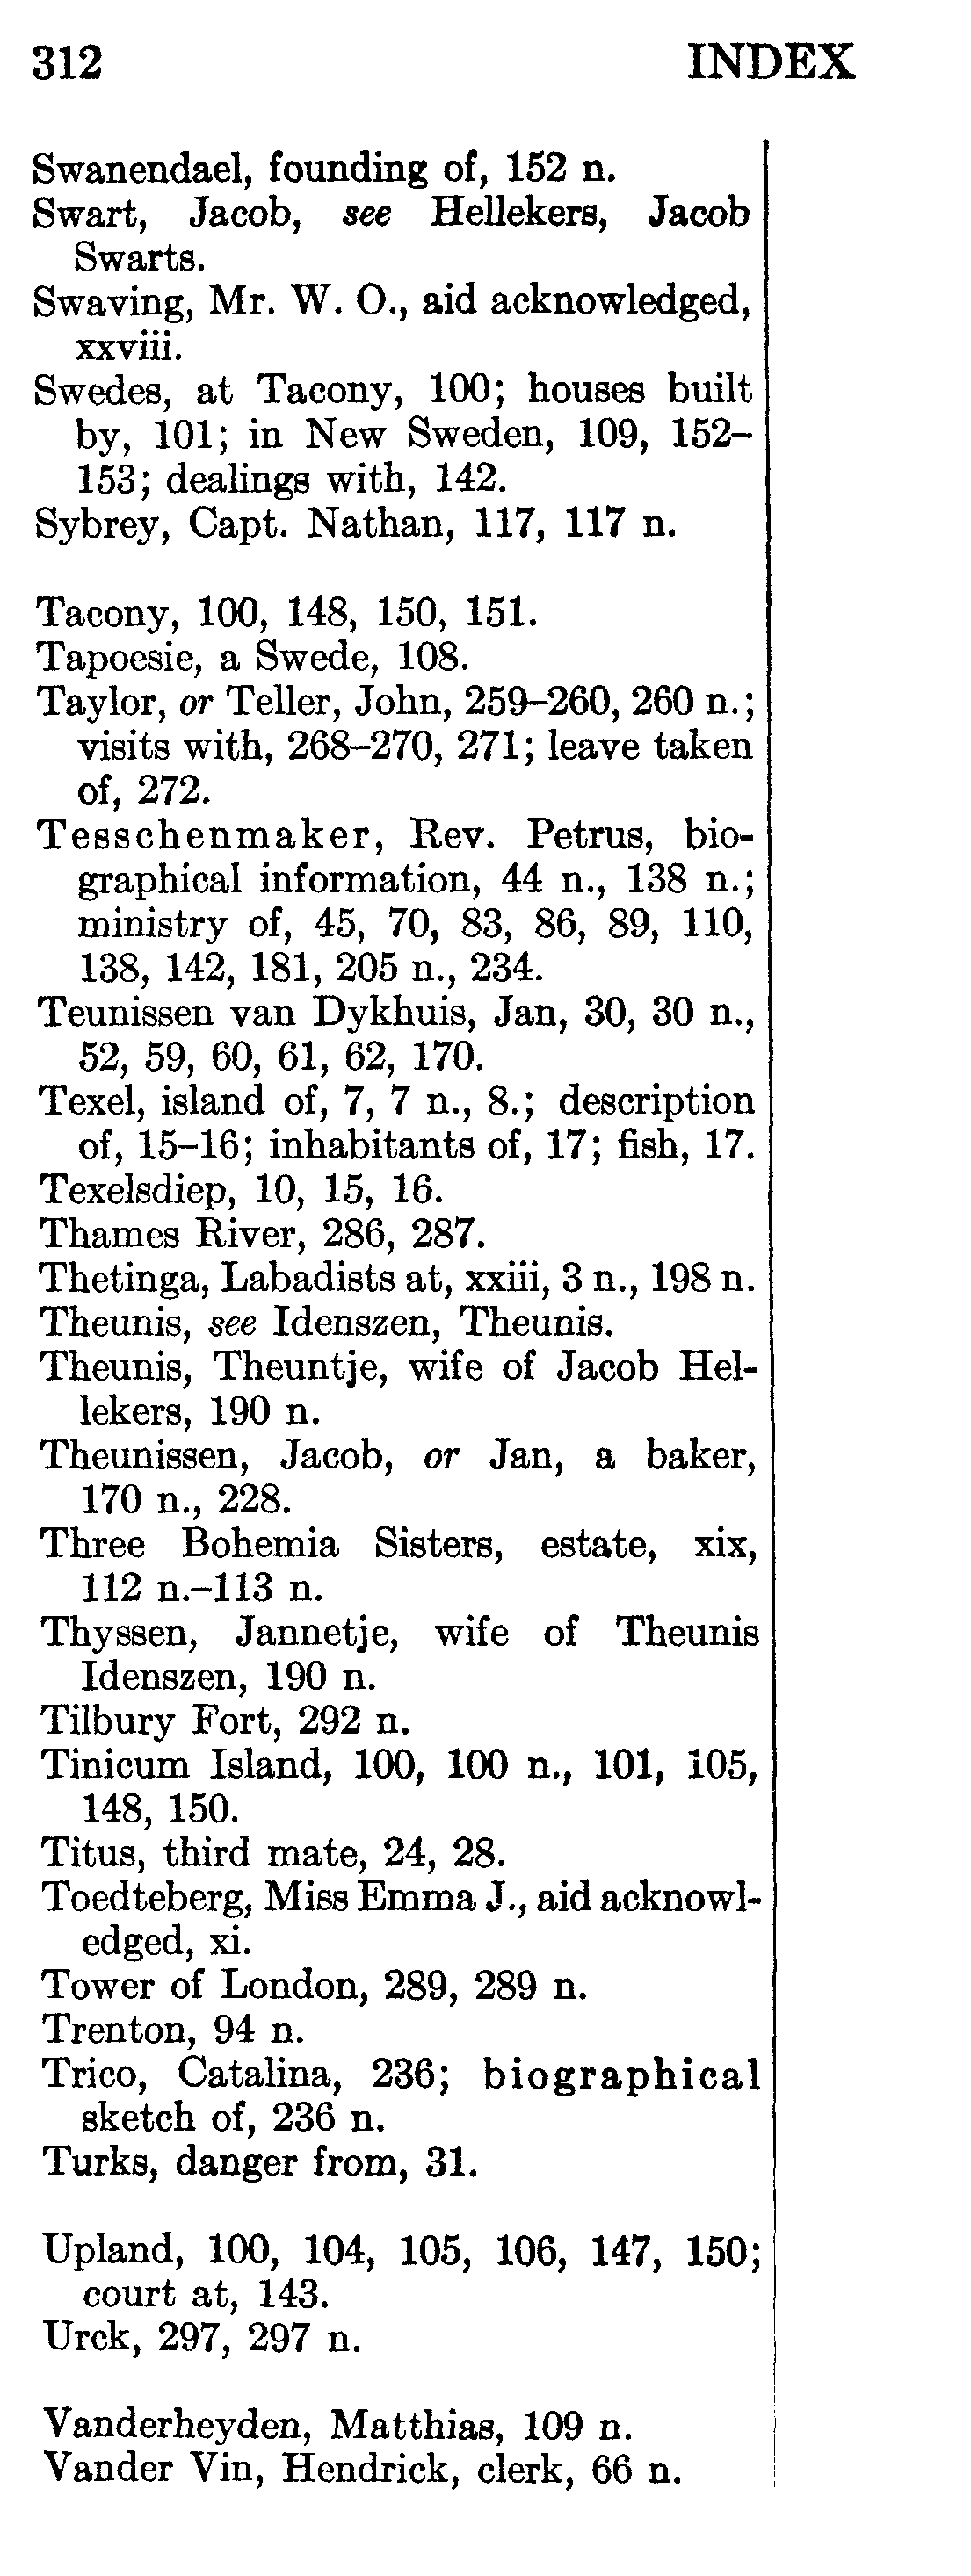 312 INDEX
Swanendael, founding of, 152 n.
Swart, Jacob, see Hellekers, Jacob
Swarts.
Swaving, Mr. W. O., aid acknowledged,
xxviii.
Swedes, at Tacony, 100; houses built
by, 101; in New Sweden, 109, 152–
153; dealings with, 142.
Sybrey, Capt. Nathan, 117, 117 n.
Tacony, 100, 148, 150, 151.
Tapoesie, a Swede, 108.
Taylor, or Teller, John, 259–260, 260 n.;
visits with, 268–270, 271; leave taken
of, 272.
Tesschenmaker, Rev. Petrus, bio-
graphical information, 44 n., 138 n.;
ministry of, 45, 70, 83, 86, 89, 110,
138, 142, 181, 205 n., 234.
Teunissen van Dykhuis, Jan, 30, 30 n.,
52, 59, 60, 61, 62, 170.
Texel, island of, 7, 7 n., 8.; description
of, 15–16; inhabitants of, 17; fish, 17.
Texelsdiep, 10, 15, 16.
Thames River, 286, 287.
Thetinga, Labadists at, xxiii, 3 n., 198 n.
Theunis, see Idenszen, Theunis.
Theunis, Theuntje, wife of Jacob Hel-
lekers, 190 n.
Theunissen, Jacob, or Jan, a baker,
170 n., 228.
Three Bohemia Sisters, estate, xix,
112 n.–113 n.
Thyssen, Jannetje, wife of Theunis
Idenszen, 190 n.
Tilbury Fort, 292 n.
Tinicum Island, 100, 100 n., 101, 105,
148, 150.
Titus, third mate, 24, 28.
Toedteberg, Miss Emma J., aid acknowl-
edged, xi.
Tower of London, 289, 289 n.
Trenton, 94 n.
Trico, Catalina, 236; biographical
sketch of, 236 n.
Turks, danger from, 31.
Upland, 100, 104, 105, 106, 147, 150;
court at, 143.
Urck, 297, 297 n.
Vanderheyden, Matthias, 109 n.
Vander Vin, Hendrick, clerk, 66 n.